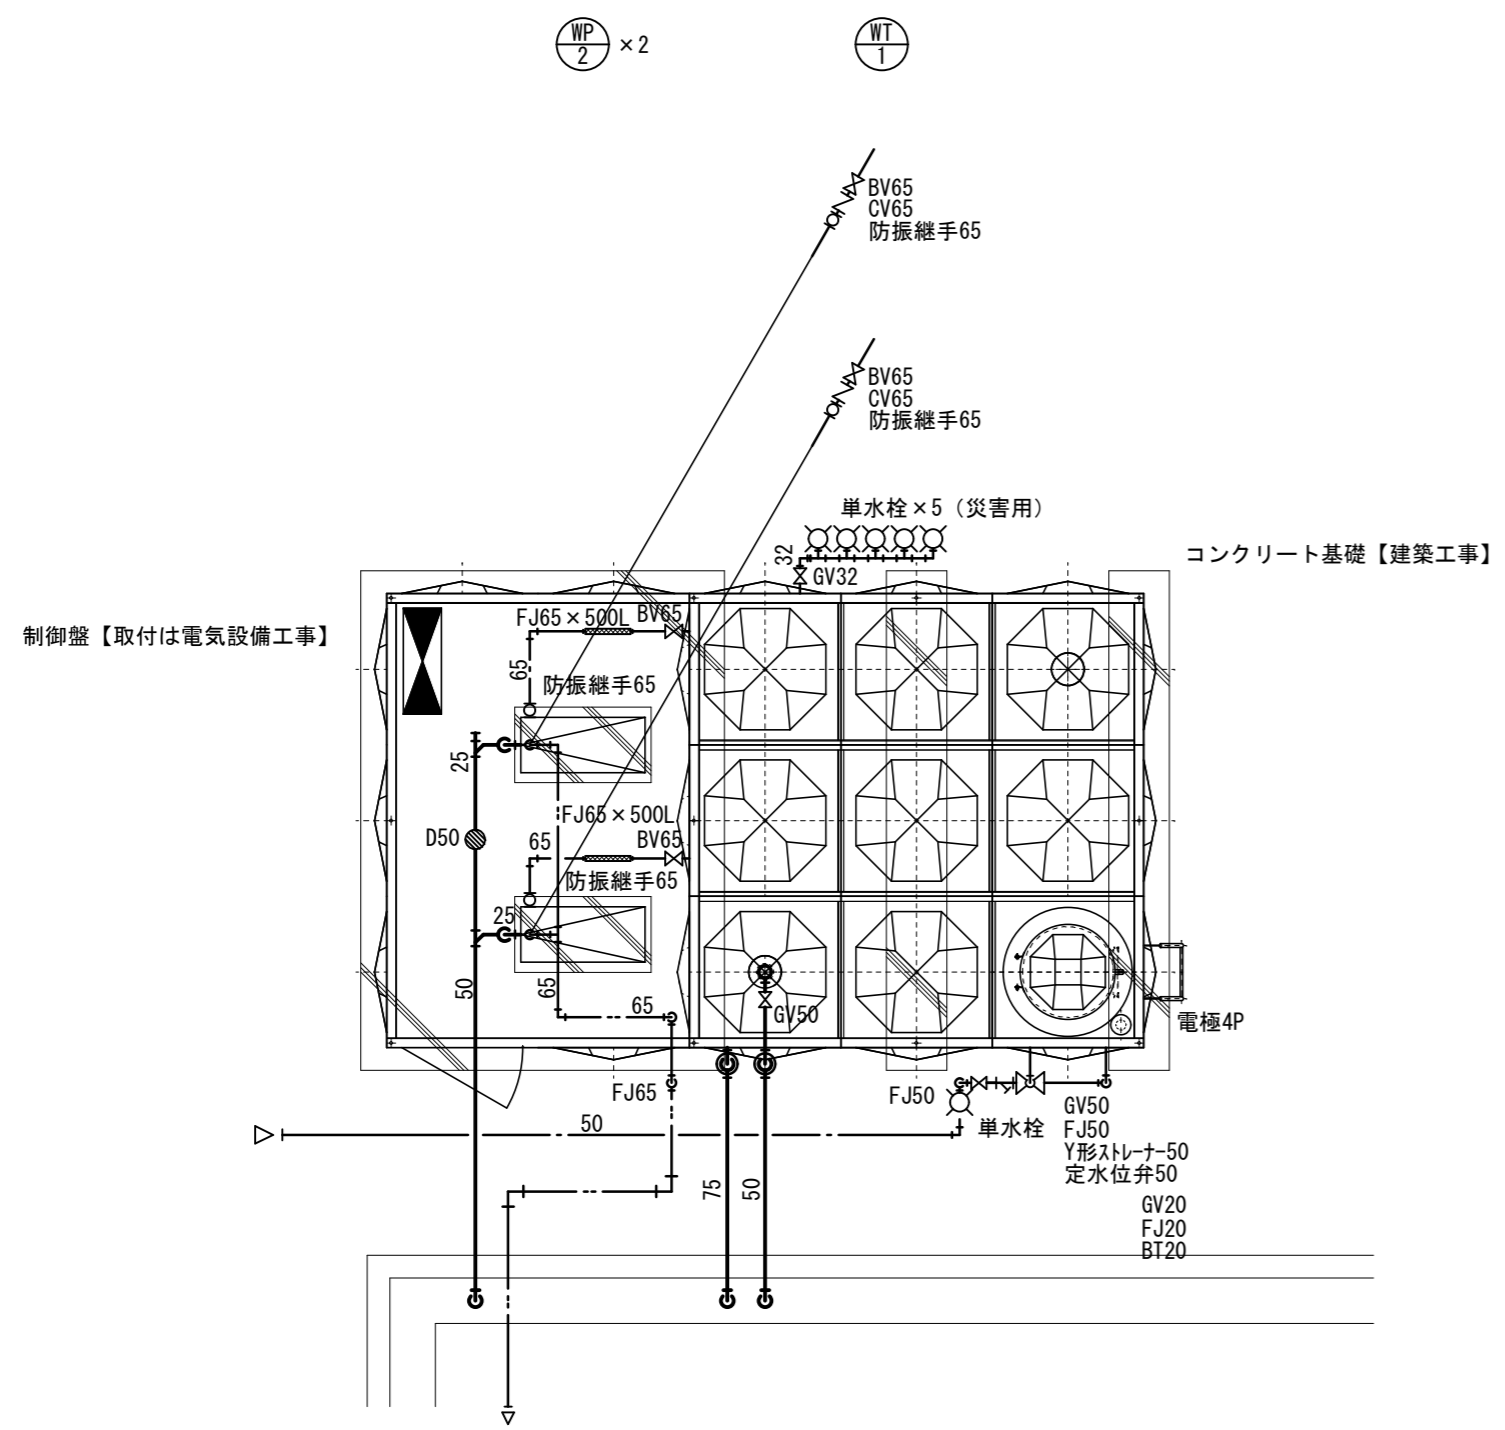 WP
2
×2
WT
1
BV65
CV65
防振継手65
BV65
CV65
防振継手65
単水栓×5（災害用）
32
GV32
コンクリート基礎【建築工事】
制御盤【取付は電気設備工事】
FJ65×500L
BV65
65
防振継手65
25
FJ65×500L
D50
65
BV65
防振継手65
25
50
65
65
GV50
電極4P
FJ65
FJ50
単水栓
50
GV50
FJ50
Y形ストレーナー50
定水位弁50
75
50
GV20
FJ20
BT20